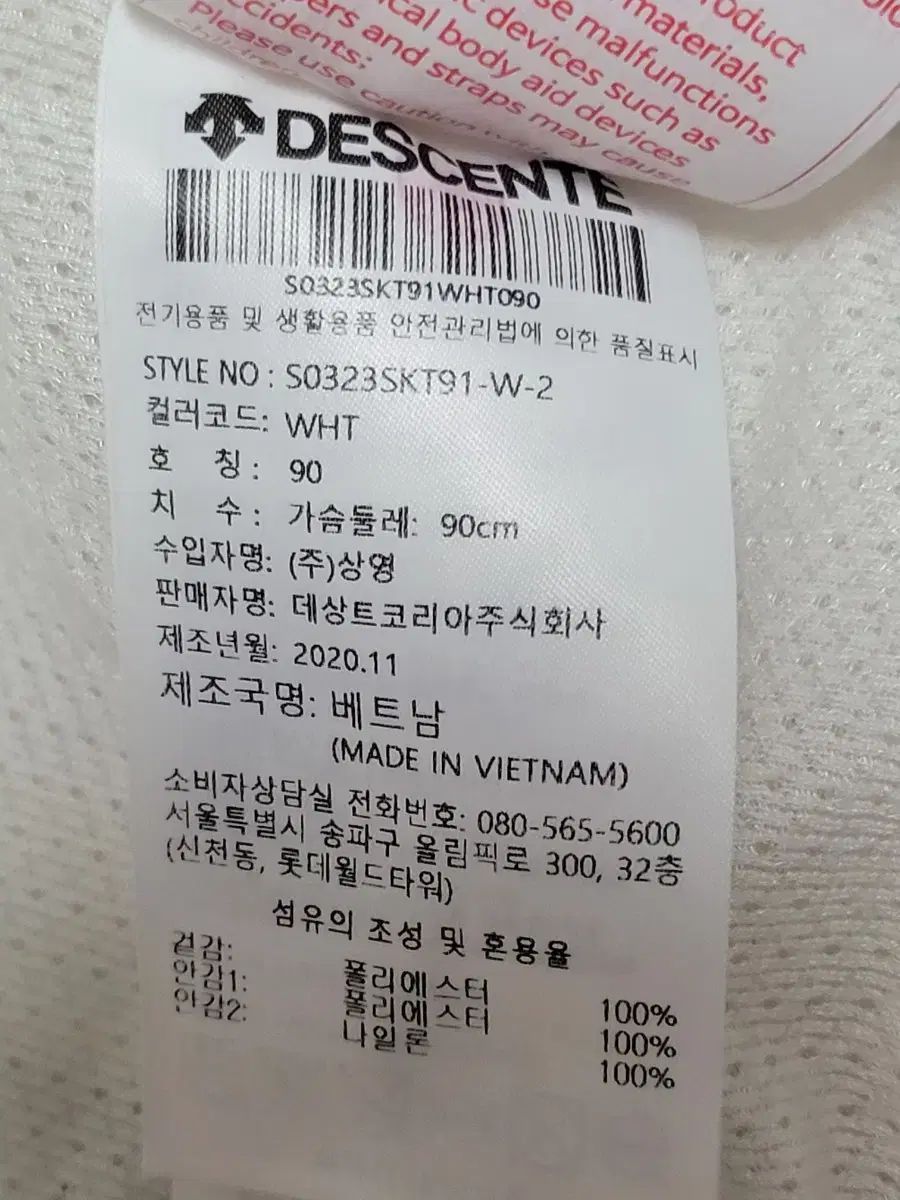 roduct
materials,
se malfunctions
c devices such as
cal body aid devices
pers and straps may cause
ccidents;
Please use caution
DESCENTE
S0323SKT91WHT090
전기용품 및 생활용품 안전관리법에 의한 품질표시
STYLE NO : S0323SKT91-W-2
컬러코드: WHT
호 칭: 90
치 수: 가슴둘레: 90cm
수입자명: (주)상영
판매자명: 데상트코리아주식회사
제조년월: 2020.11
제조국명: 베트남
(MADE IN VIETNAM)
소비자상담실 전화번호: 080-565-5600
서울특별시 송파구 올림픽로 300, 32층
(신천동, 롯데월드타워)
섬유의 조성 및 혼용율
겉감: 폴리에스터 100%
안감1: 폴리에스터 100%
안감2: 나일론 100%